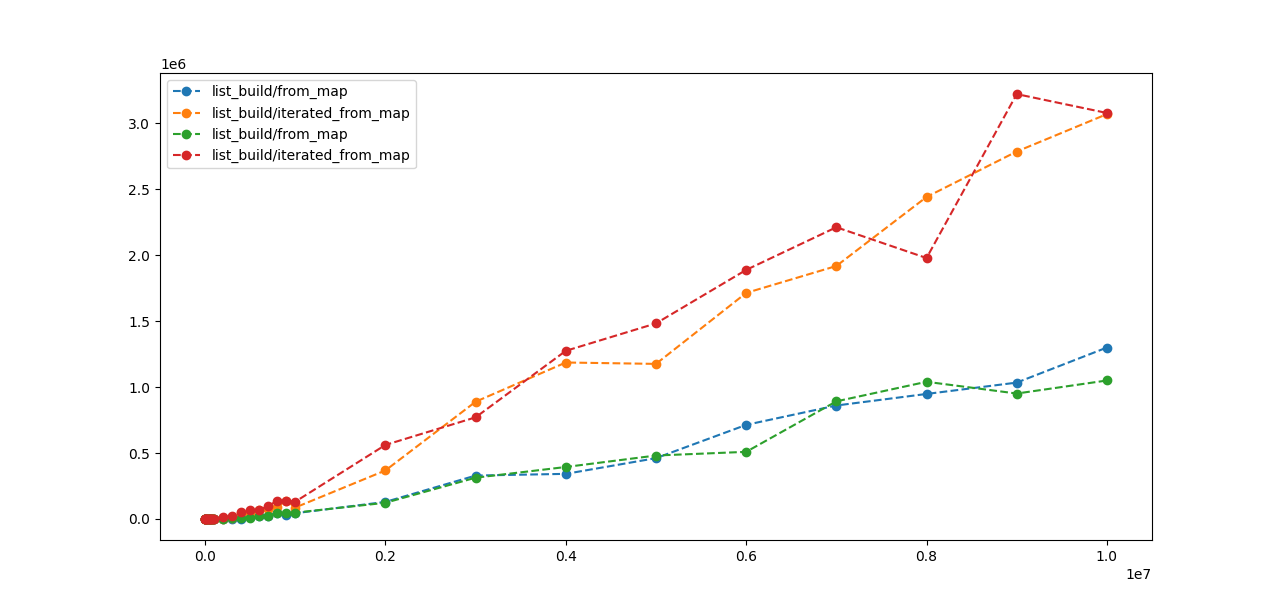 1e6
list_build/from_map
list_build/iterated_from_map
list_build/from_map
list_build/iterated_from_map
3.0
2.5
2.0
1.5
1.0
0.5
0.0
0.0 0.2 0.4 0.6 0.8 1.0
1e7